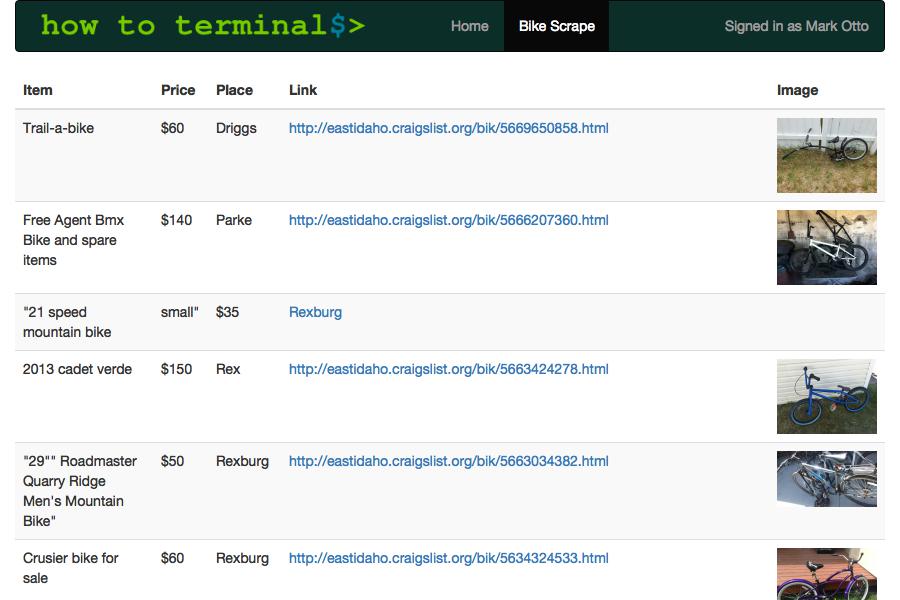 how to terminal$>
Home
Bike Scrape
Signed in as Mark Otto
Item Price Place Link Image
Trail-a-bike $60 Driggs http://eastidaho.craigslist.org/bik/5669650858.html
Free Agent Bmx $140 Parke http://eastidaho.craigslist.org/bik/5666207360.html
Bike and spare
items
"21 speed small" $35 Rexburg
mountain bike
2013 cadet verde $150 Rex http://eastidaho.craigslist.org/bik/5663424278.html
"29"" Roadmaster $50 Rexburg http://eastidaho.craigslist.org/bik/5663034382.html
Quarry Ridge
Men's Mountain
Bike"
Crusier bike for $60 Rexburg http://eastidaho.craigslist.org/bik/5634324533.html
sale